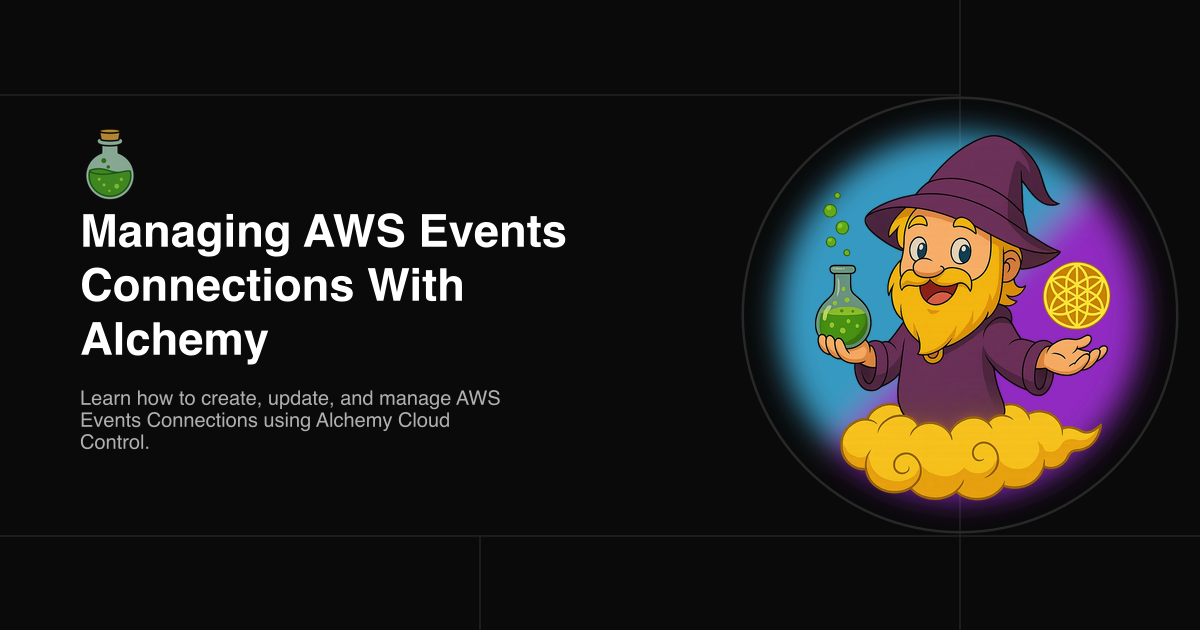 Managing AWS Events
Connections With
Alchemy
Learn how to create, update, and manage AWS
Events Connections using Alchemy Cloud
Control.